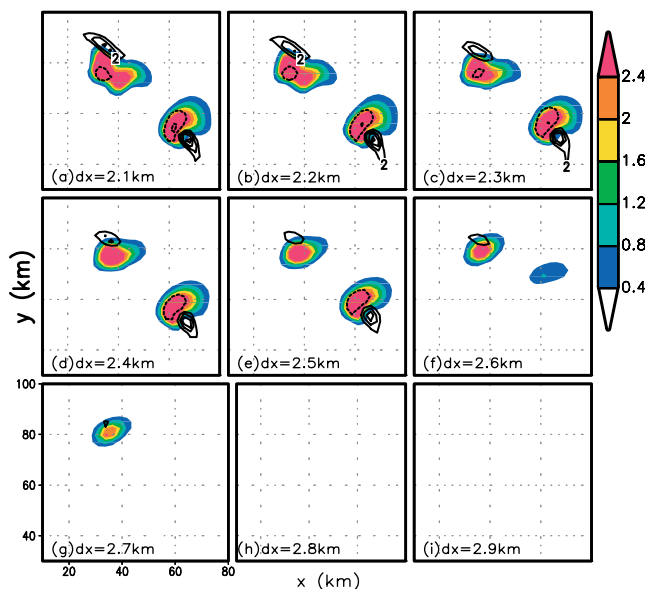 2
2
2.4
2
1.6
1.2
0.8
0.4
(a)dx=2.1km
(b)dx=2.2km
2
(c)dx=2.3km
2
y (km)
(d)dx=2.4km
(e)dx=2.5km
(f)dx=2.6km
100
80
60
40
(g)dx=2.7km
(h)dx=2.8km
(i)dx=2.9km
20
40
60
80
x (km)